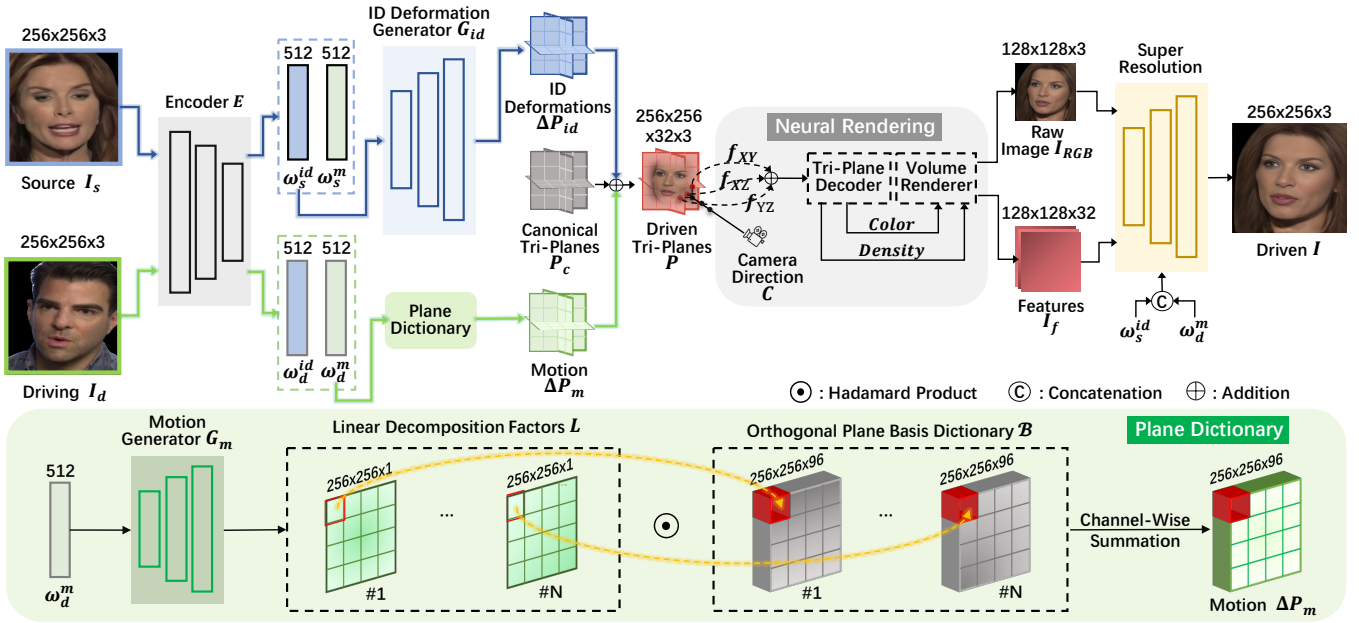 256x256x3
Source I_s
256x256x3
Driving I_d
Encoder E
512 512
ω_s^id ω_s^m
512 512
ω_d^id ω_d^m
ID Deformation
Generator G_id
Plane
Dictionary
ID
Deformations
ΔP_id
Canonical
Tri-Planes
P_c
Motion
ΔP_m
256x256
x32x3
Driven
Tri-Planes
P
Neural Rendering
f_XY
f_XZ
f_YZ
Camera
Direction
C
Tri-Plane
Decoder
Volume
Renderer
Color
Density
128x128x3
Raw
Image I_RGB
128x128x32
Features
I_f
Super
Resolution
C
ω_s^id ω_d^m
256x256x3
Driven I
⊙ : Hadamard Product
Ⓒ : Concatenation
⊕ : Addition
Plane Dictionary
512
ω_d^m
Motion
Generator G_m
Linear Decomposition Factors L
256x256x1
...
256x256x1
#1
#N
Orthogonal Plane Basis Dictionary ℬ
256x256x96
...
256x256x96
#1
#N
Channel-Wise
Summation
256x256x96
Motion ΔP_m